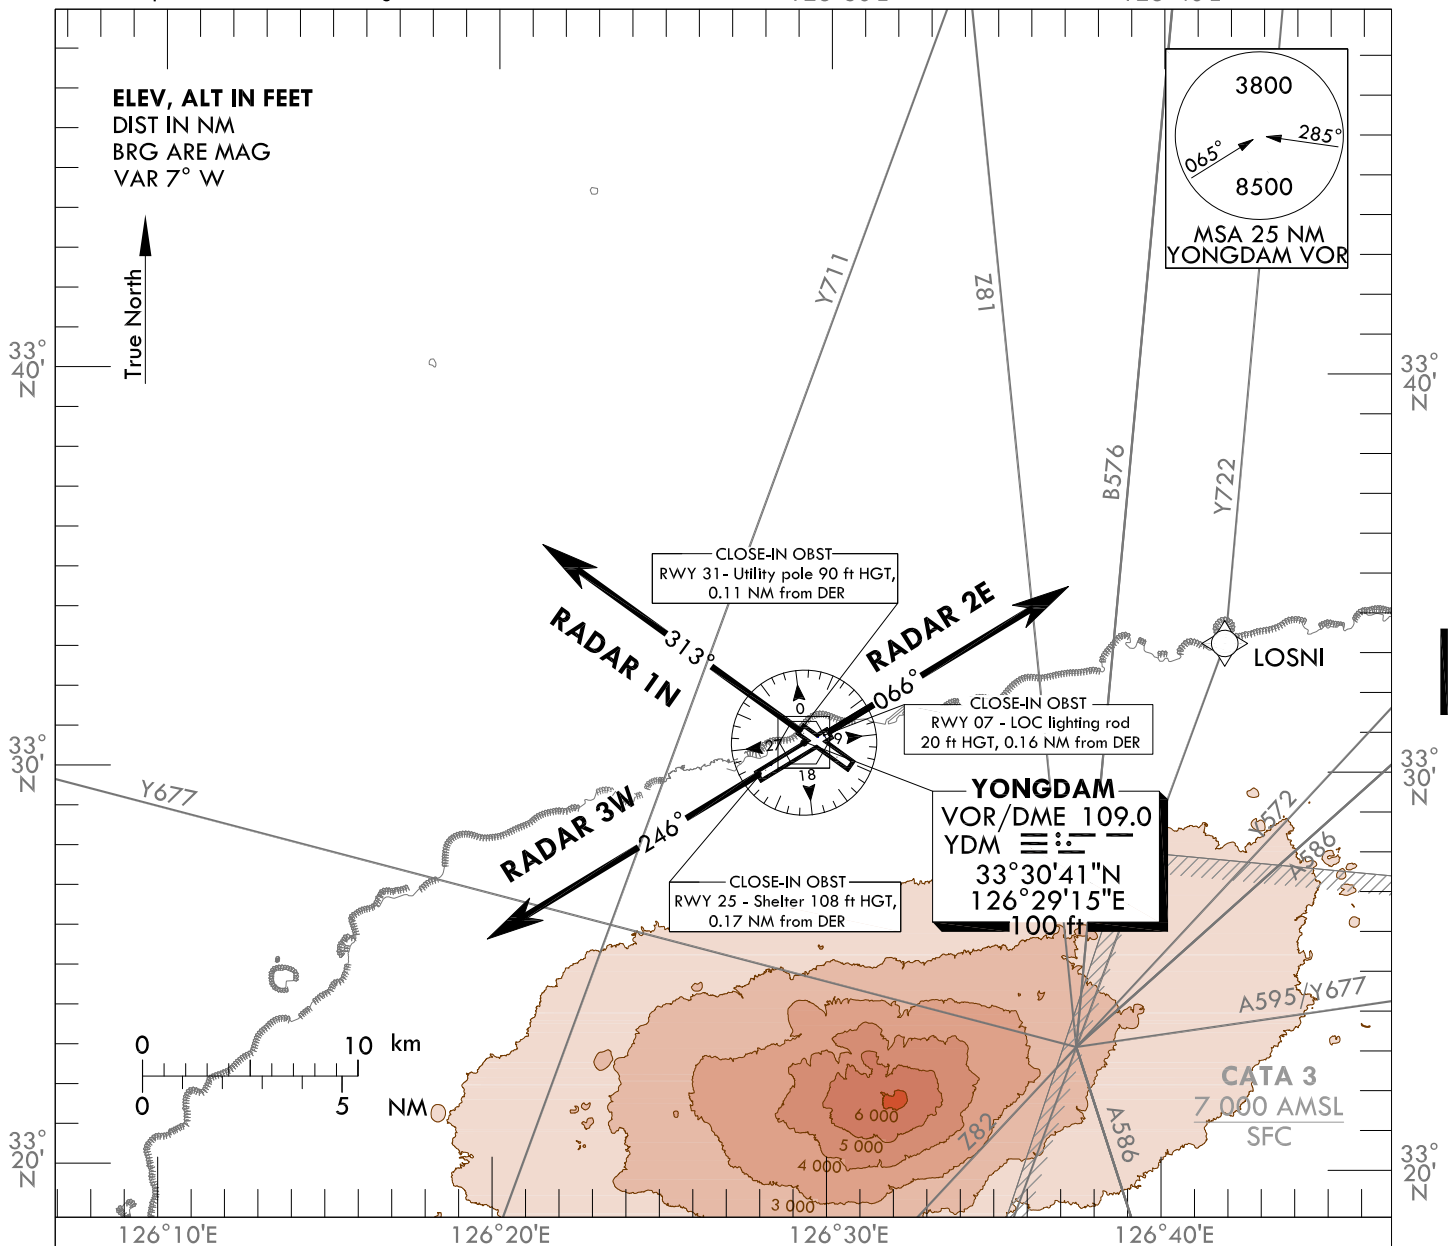 ELEV, ALT IN FEET
DIST IN NM
BRG ARE MAG
VAR 7° W
True North
3800
065°
285°
8500
MSA 25 NM
YONGDAM VOR
Y711
Z81
B576
Y722
33°
40'
N
33°
40'
N
CLOSE-IN OBST
RWY 31- Utility pole 90 ft HGT,
0.11 NM from DER
RADAR 1N
313°
RADAR 2E
066°
LOSNI
0
9
18
27
CLOSE-IN OBST
RWY 07 - LOC lighting rod
20 ft HGT, 0.16 NM from DER
33°
30'
N
33°
30'
N
Y677
RADAR 3W
246°
YONGDAM
VOR/DME 109.0
YDM
33°30'41"N
126°29'15"E
100 ft
CLOSE-IN OBST
RWY 25 - Shelter 108 ft HGT,
0.17 NM from DER
Y572
A586
A595/Y677
0 10 km
0 5 NM
CATA 3
7 000 AMSL
SFC
6 000
5 000
4 000
3 000
Z82
A586
33°
20'
N
33°
20'
N
126°10'E
126°20'E
126°30'E
126°40'E